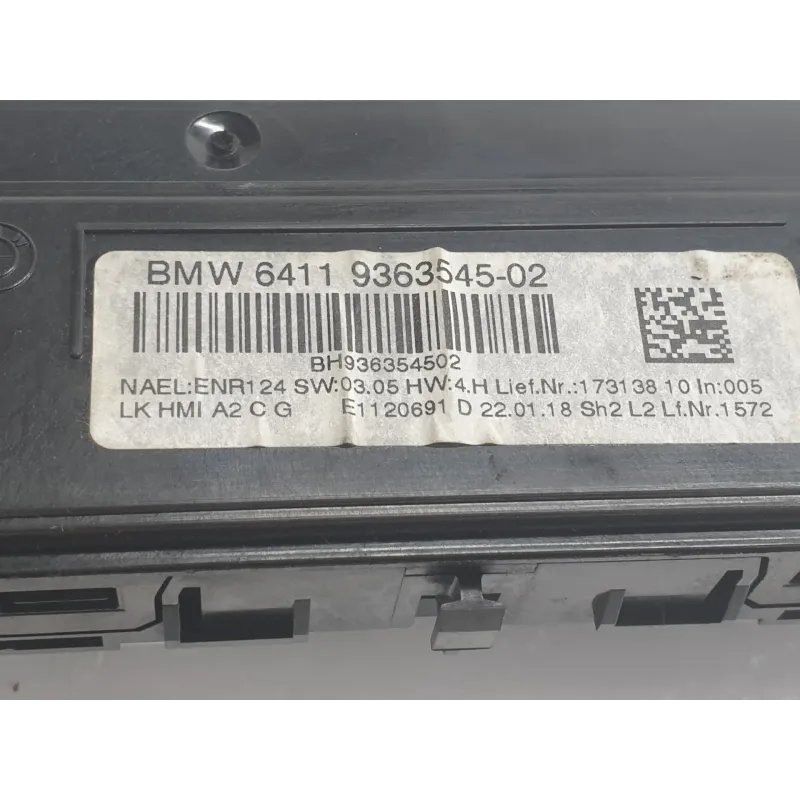 BMW 6411 9363545-02
BH936354502
NAEL:ENR124 SW:03.05 HW:4.H Lief.Nr.:173138 10 In:005
LK HMI A2 C G E1120691 D 22.01.18 Sh2 L2 Lf.Nr.1572